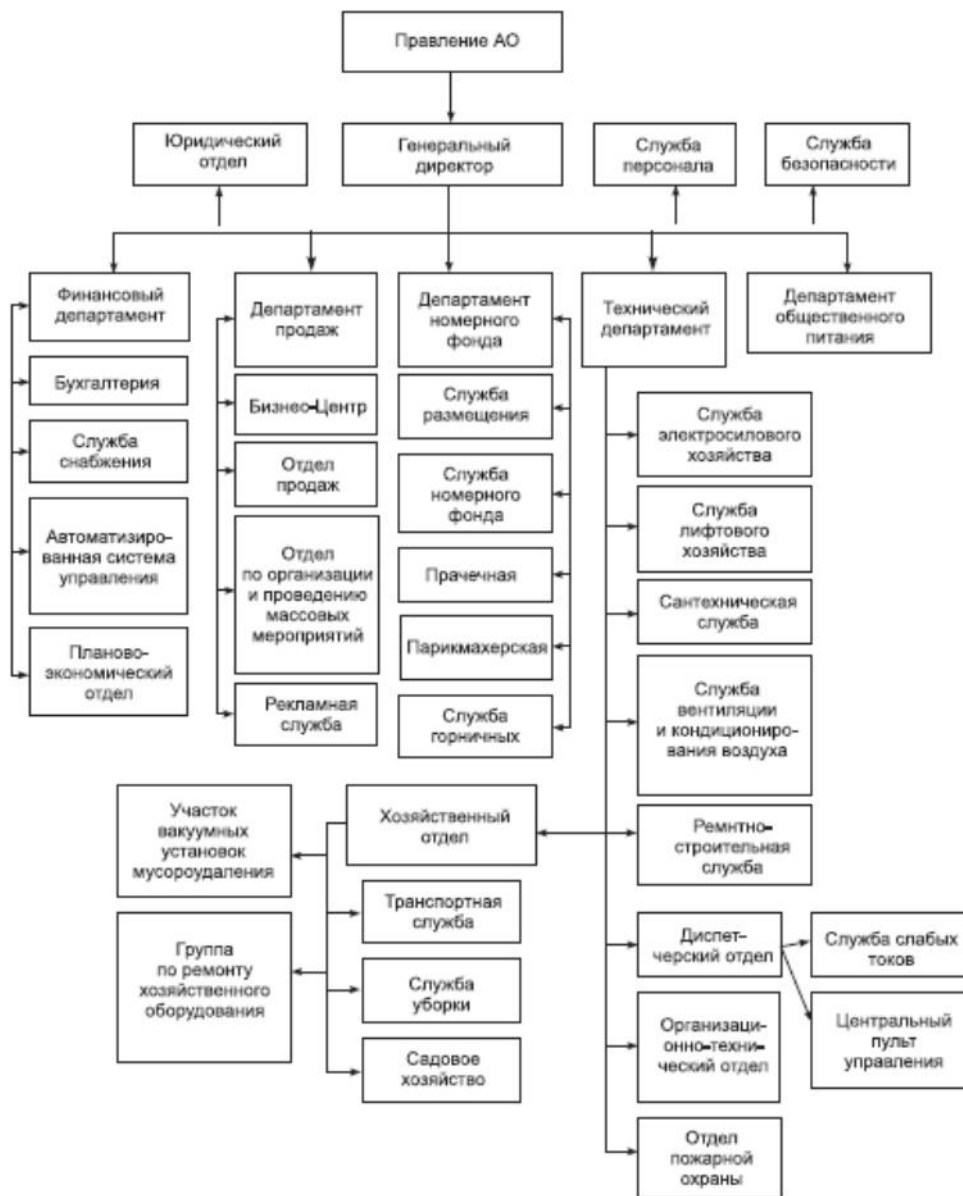 Правление АО
Юридический
отдел
Генеральный
директор
Служба
персонала
Служба
безопасности
Финансовый
департамент
Департамент
продаж
Департамент
номерного
фонда
Технический
департамент
Департамент
общественного
питания
Бухгалтерия
Служба
снабжения
Автоматизиро-
ванная система
управления
Планово-
экономический
отдел
Бизнео-Центр
Отдел
продаж
Отдел
по организации
и проведению
массовых
мероприятий
Рекламная
служба
Служба
размещения
Служба
номерного
фонда
Прачечная
Парикмахерская
Служба
горничных
Служба
электросилового
хозяйства
Служба
лифтового
хозяйства
Сантехническая
служба
Служба
вентиляции
и кондициониро-
вания воздуха
Ремнтно-
строительная
служба
Хозяйственный
отдел
Участок
вакуумных
установок
мусороудаления
Группа
по ремонту
хозяйственного
оборудования
Транспортная
служба
Служба
уборки
Садовое
хозяйство
Диспет-
черский отдел
Служба слабых
токов
Центральный
пульт
управления
Организаци-
онно-техни-
ческий отдел
Отдел
пожарной
охраны